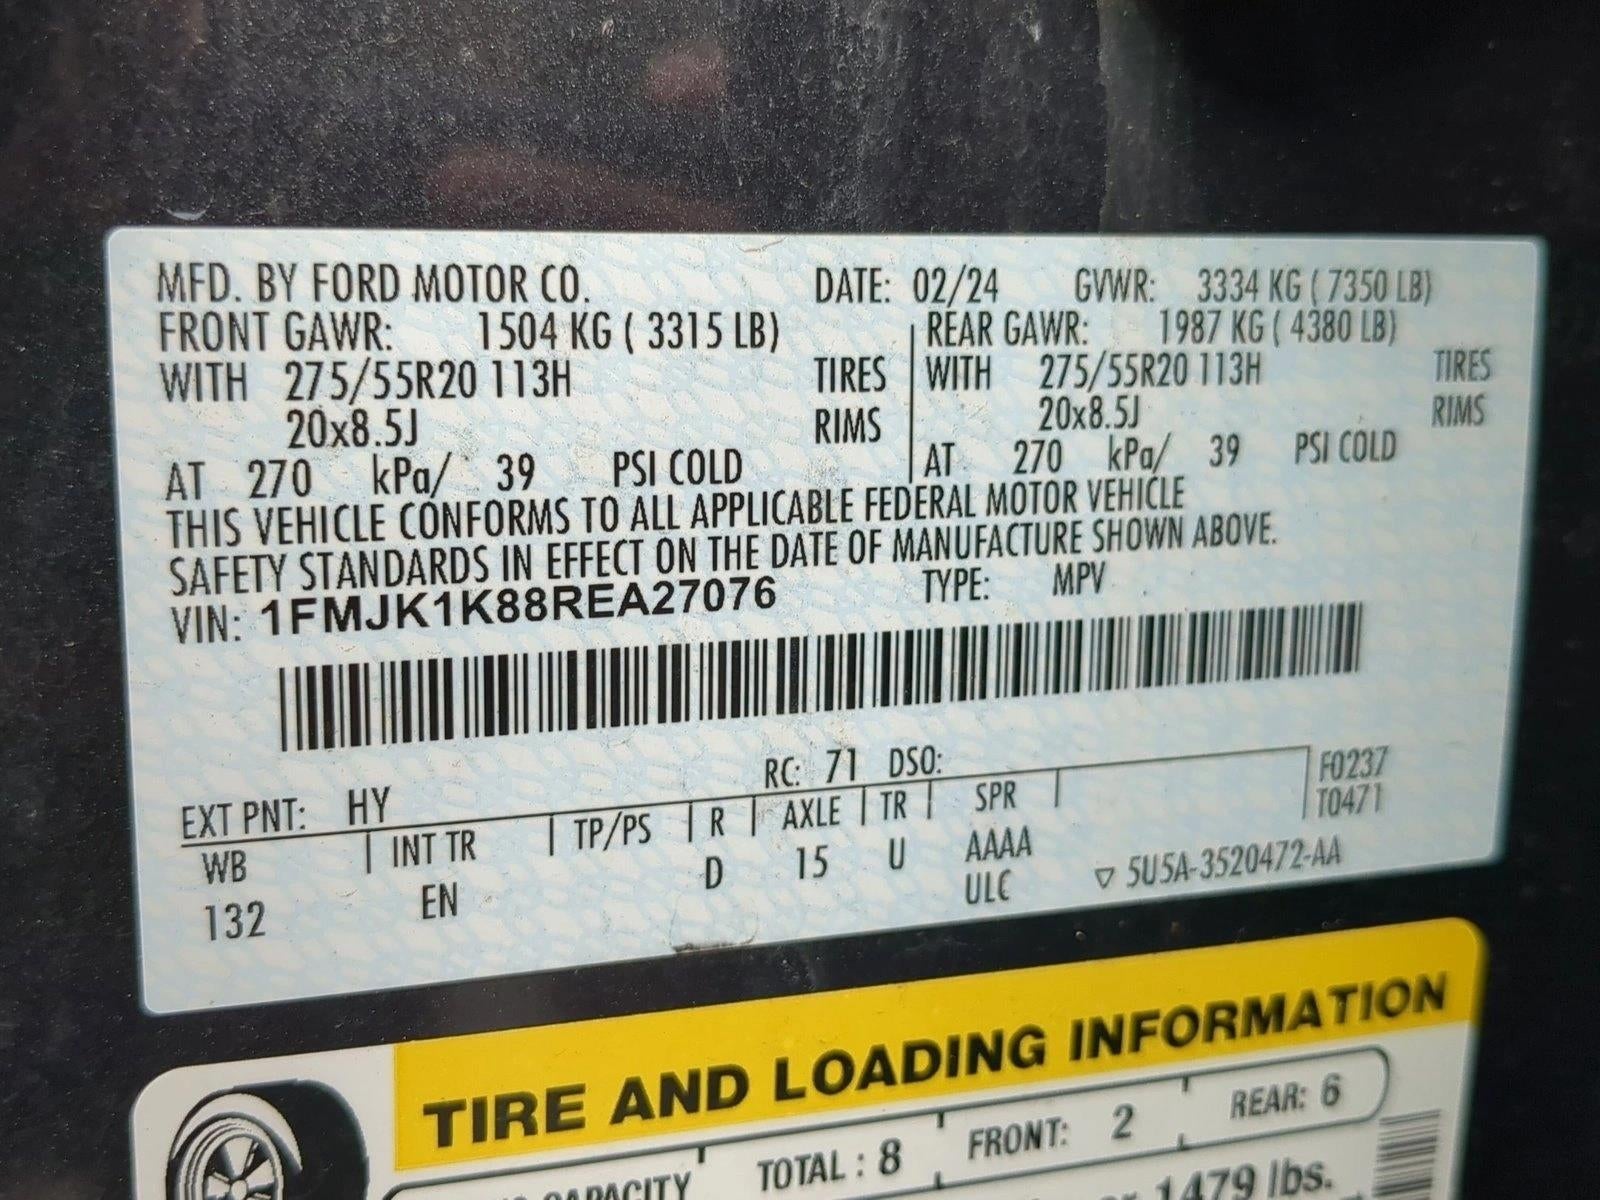 MFD. BY FORD MOTOR CO. DATE: 02/24 GVWR: 3334 KG ( 7350 LB)
FRONT GAWR: 1504 KG ( 3315 LB) REAR GAWR: 1987 KG ( 4380 LB)
WITH 275/55R20 113H TIRES WITH 275/55R20 113H TIRES
20x8.5J RIMS 20x8.5J RIMS
AT 270 kPa/ 39 PSI COLD AT 270 kPa/ 39 PSI COLD
THIS VEHICLE CONFORMS TO ALL APPLICABLE FEDERAL MOTOR VEHICLE
SAFETY STANDARDS IN EFFECT ON THE DATE OF MANUFACTURE SHOWN ABOVE.
VIN: 1FMJK1K88REA27076 TYPE: MPV
EXT PNT: HY RC: 71 DSO: F0237
WB INT TR TP/PS R AXLE TR SPR T0471
132 EN D 15 U AAAA
ULC ▽ 5U5A-3520472-AA
TIRE AND LOADING INFORMATION
CAPACITY TOTAL : 8 FRONT: 2 REAR: 6
1479 lbs.